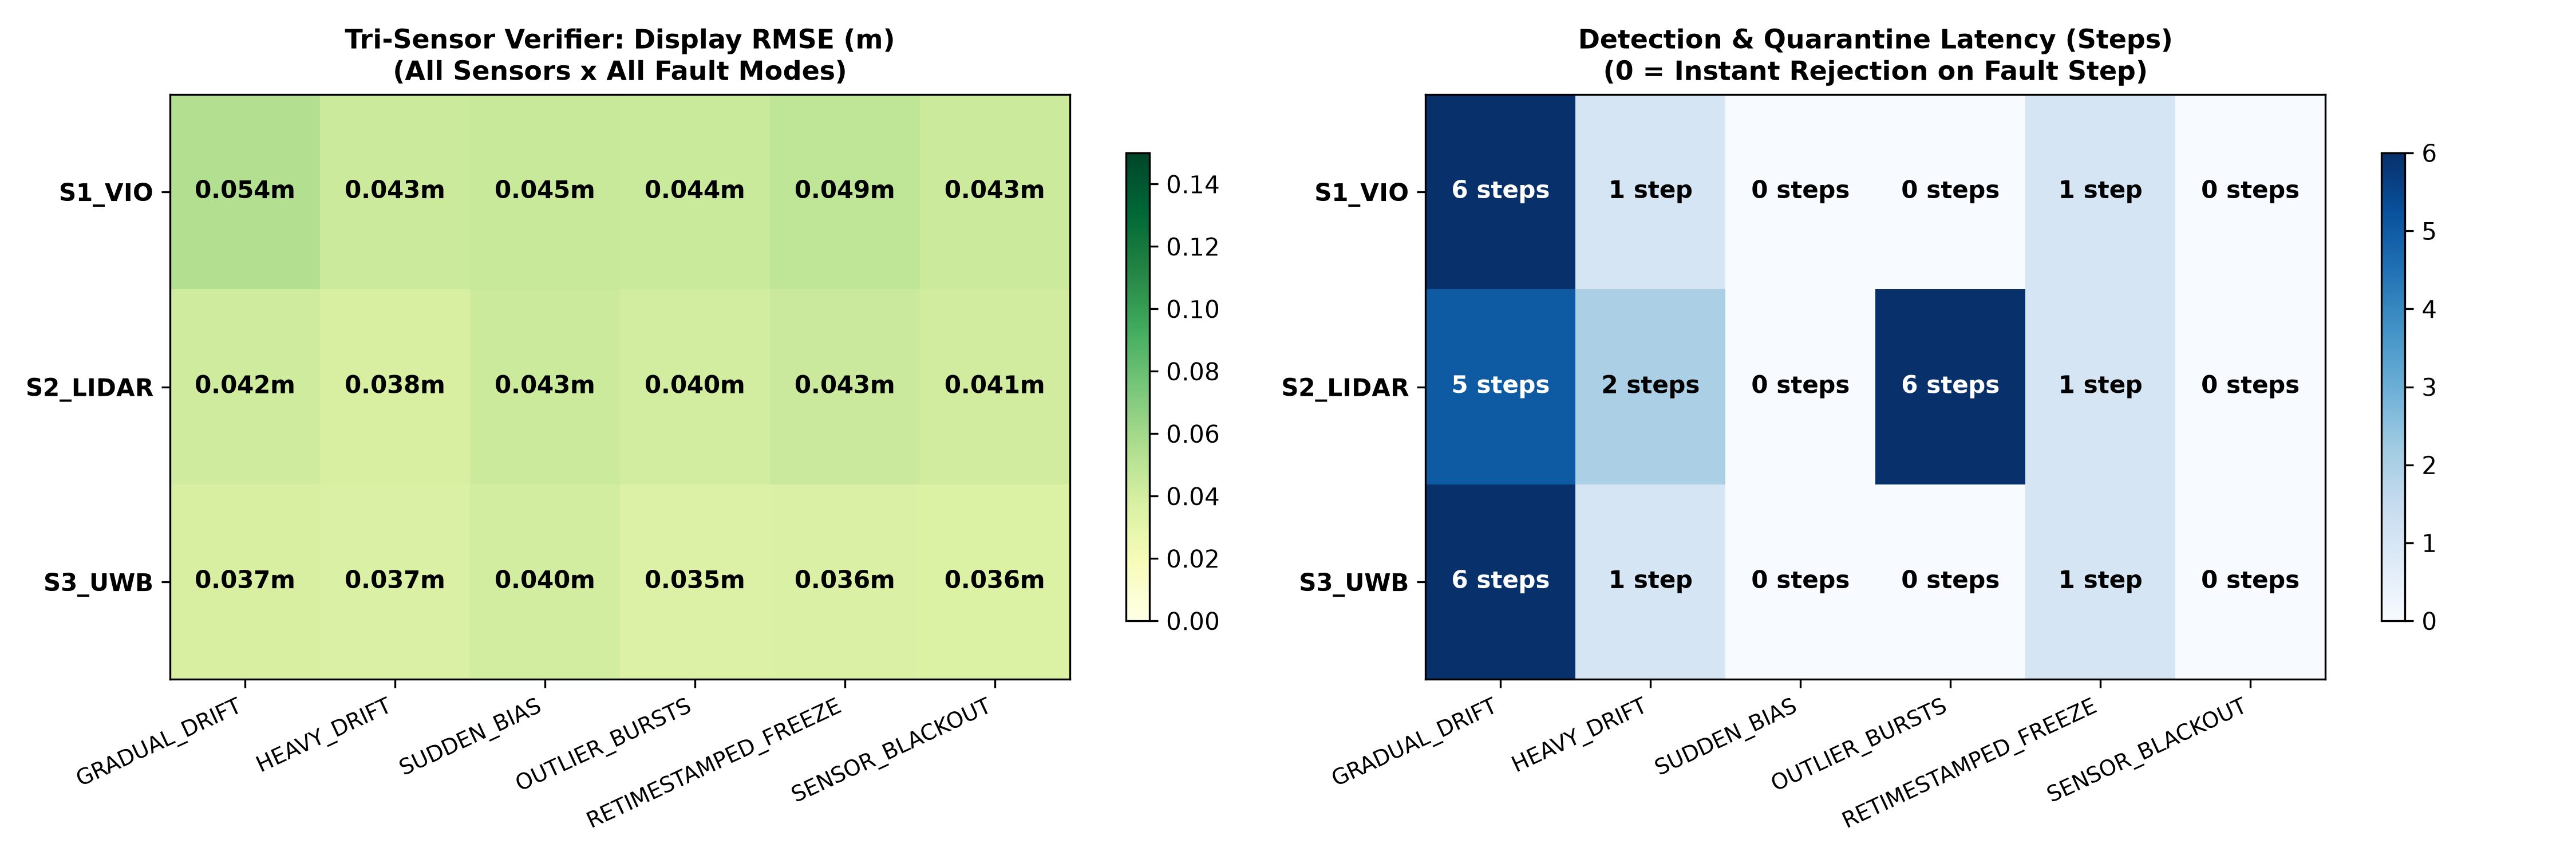 Tri-Sensor Verifier: Display RMSE (m)
(All Sensors x All Fault Modes)
S1_VIO
0.054m 0.043m 0.045m 0.044m 0.049m 0.043m
S2_LIDAR
0.042m 0.038m 0.043m 0.040m 0.043m 0.041m
S3_UWB
0.037m 0.037m 0.040m 0.035m 0.036m 0.036m
GRADUAL_DRIFT
HEAVY_DRIFT
SUDDEN_BIAS
OUTLIER_BURSTS
RETIMESTAMPED_FREEZE
SENSOR_BLACKOUT
0.14
0.12
0.10
0.08
0.06
0.04
0.02
0.00
Detection & Quarantine Latency (Steps)
(0 = Instant Rejection on Fault Step)
S1_VIO
6 steps 1 step 0 steps 0 steps 1 step 0 steps
S2_LIDAR
5 steps 2 steps 0 steps 6 steps 1 step 0 steps
S3_UWB
6 steps 1 step 0 steps 0 steps 1 step 0 steps
GRADUAL_DRIFT
HEAVY_DRIFT
SUDDEN_BIAS
OUTLIER_BURSTS
RETIMESTAMPED_FREEZE
SENSOR_BLACKOUT
6
5
4
3
2
1
0